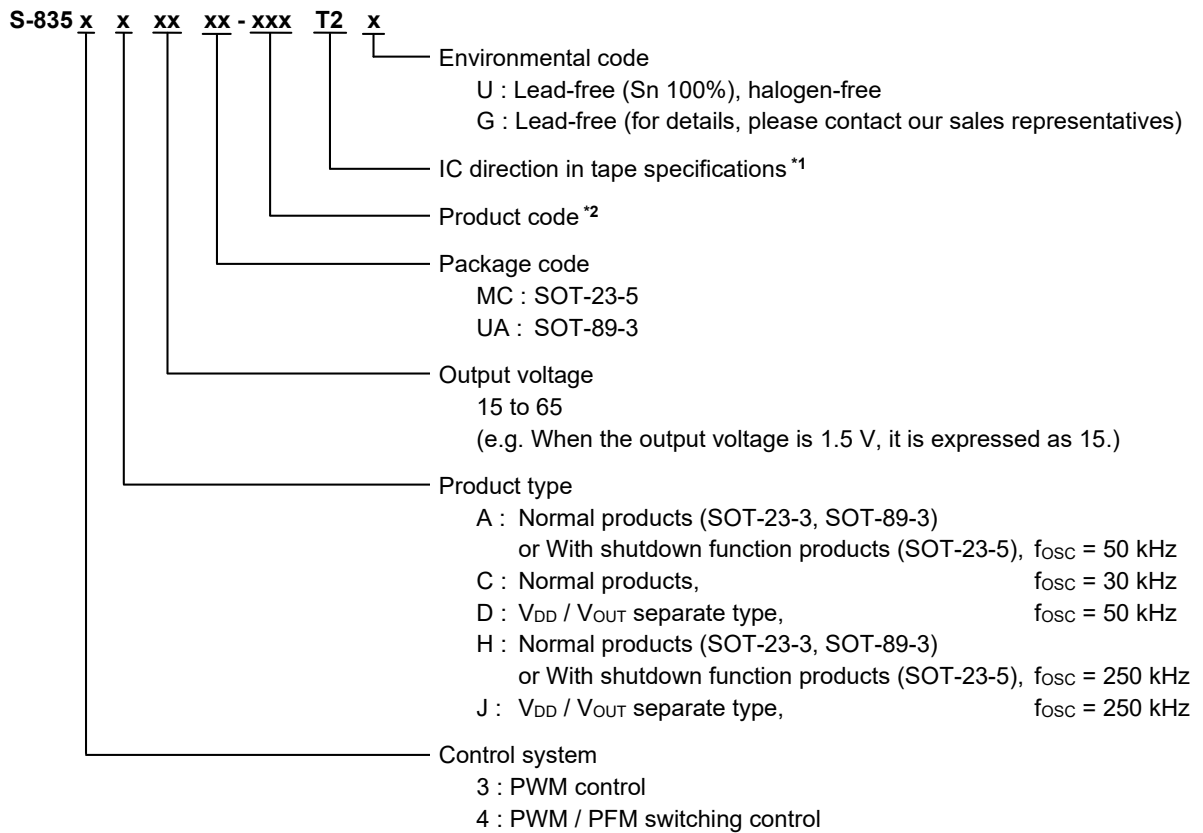 S-835 x x xx xx - xxx T2 x
Environmental code
U : Lead-free (Sn 100%), halogen-free
G : Lead-free (for details, please contact our sales representatives)
IC direction in tape specifications *1
Product code *2
Package code
MC : SOT-23-5
UA : SOT-89-3
Output voltage
15 to 65
(e.g. When the output voltage is 1.5 V, it is expressed as 15.)
Product type
A : Normal products (SOT-23-3, SOT-89-3)
or With shutdown function products (SOT-23-5), fOSC = 50 kHz
C : Normal products, fOSC = 30 kHz
D : VDD / VOUT separate type, fOSC = 50 kHz
H : Normal products (SOT-23-3, SOT-89-3)
or With shutdown function products (SOT-23-5), fOSC = 250 kHz
J : VDD / VOUT separate type, fOSC = 250 kHz
Control system
3 : PWM control
4 : PWM / PFM switching control